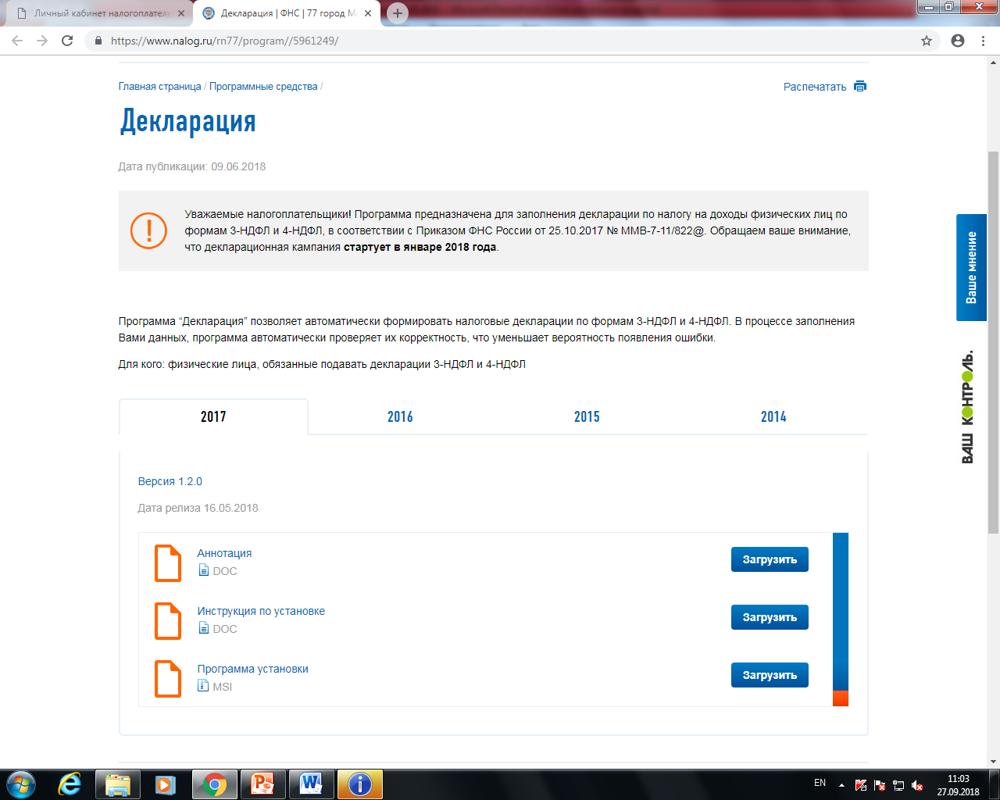 Личный кабинет налогоплатель
Декларация | ФНС | 77 город М
https://www.nalog.ru/rn77/program//5961249/
Главная страница / Программные средства /
Распечатать
Декларация
Дата публикации: 09.06.2018
Уважаемые налогоплательщики! Программа предназначена для заполнения декларации по налогу на доходы физических лиц по
формам 3-НДФЛ и 4-НДФЛ, в соответствии с Приказом ФНС России от 25.10.2017 № ММВ-7-11/822@. Обращаем ваше внимание,
что декларационная кампания стартует в январе 2018 года.
Ваше мнение
Программа “Декларация” позволяет автоматически формировать налоговые декларации по формам 3-НДФЛ и 4-НДФЛ. В процессе заполнения
Вами данных, программа автоматически проверяет их корректность, что уменьшает вероятность появления ошибки.
Для кого: физические лица, обязанные подавать декларации 3-НДФЛ и 4-НДФЛ
ВАШ КОНТРОЛЬ.
2017 2016 2015 2014
Версия 1.2.0
Дата релиза 16.05.2018
Аннотация
DOC
Загрузить
Инструкция по установке
DOC
Загрузить
Программа установки
MSI
Загрузить
EN
11:03
27.09.2018